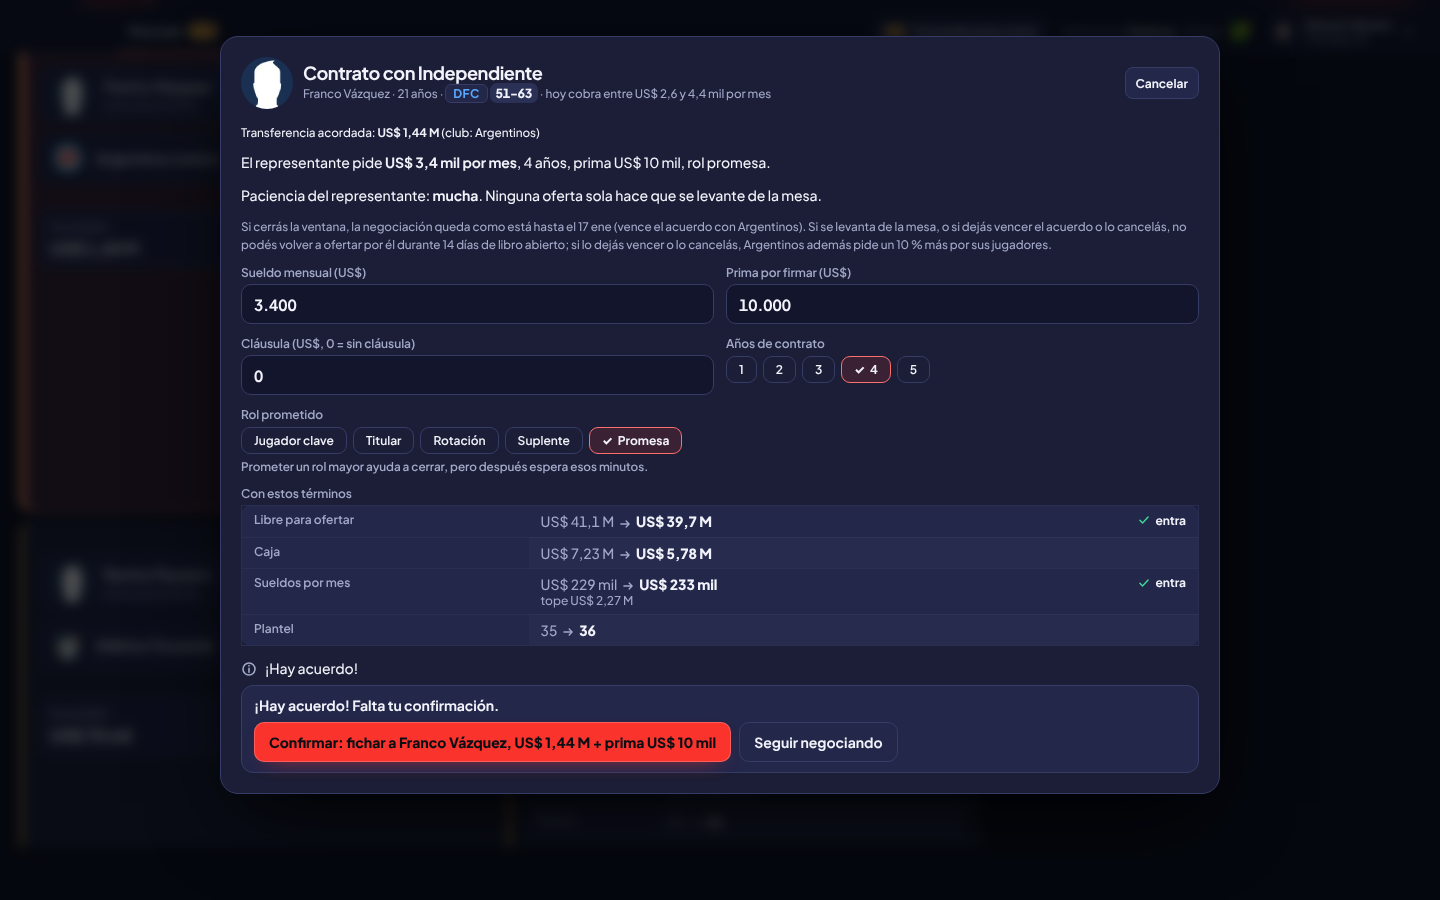 Contrato con Independiente
Franco Vázquez · 21 años · DFC 51–63 · hoy cobra entre US$ 2,6 y 4,4 mil por mes
Cancelar
Transferencia acordada: US$ 1,44 M (club: Argentinos)
El representante pide US$ 3,4 mil por mes, 4 años, prima US$ 10 mil, rol promesa.
Paciencia del representante: mucha. Ninguna oferta sola hace que se levante de la mesa.
Si cerrás la ventana, la negociación queda como está hasta el 17 ene (vence el acuerdo con Argentinos). Si se levanta de la mesa, o si dejás vencer el acuerdo o lo cancelás, no
podés volver a ofertar por él durante 14 días de libro abierto; si lo dejás vencer o lo cancelás, Argentinos además pide un 10 % más por sus jugadores.
Sueldo mensual (US$)
3.400
Prima por firmar (US$)
10.000
Cláusula (US$, 0 = sin cláusula)
0
Años de contrato
1 2 3 ✓ 4 5
Rol prometido
Jugador clave Titular Rotación Suplente ✓ Promesa
Prometer un rol mayor ayuda a cerrar, pero después espera esos minutos.
Con estos términos
Libre para ofertar US$ 41,1 M → US$ 39,7 M ✓ entra
Caja US$ 7,23 M → US$ 5,78 M
Sueldos por mes US$ 229 mil → US$ 233 mil ✓ entra
tope US$ 2,27 M
Plantel 35 → 36
¡Hay acuerdo!
¡Hay acuerdo! Falta tu confirmación.
Confirmar: fichar a Franco Vázquez, US$ 1,44 M + prima US$ 10 mil
Seguir negociando